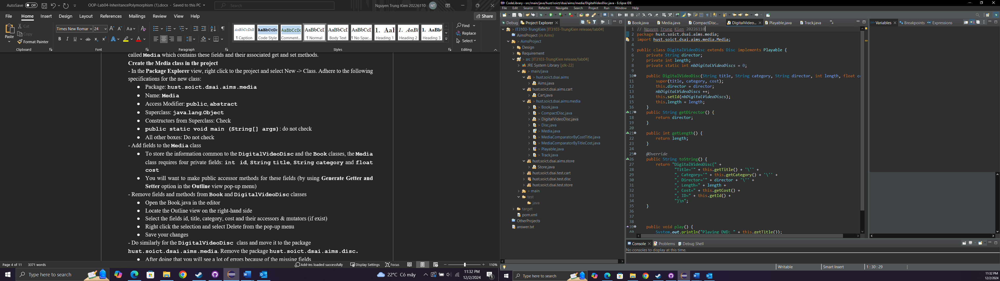 AutoSave Off OOP-Lab04-InheritancePolymorphism (1).docx - Saved to this PC Search Nguyen Trung Kien 20226110 NT
File Home Insert Design Layout References Mailings Review View Help Share
Paste Cut Copy Format Painter
Times New Roman 24
AaBbCcDdE AaBbCcDc AaBbCcDc AaBbCcI AaBbCcI AaBbCcI 1. AaI 1. AaBl 1. AaBb(
¶ Caption Code Style Comment... ¶ Normal Body Text ¶ No Spac... Heading 1 Heading 2 Heading 3
Find Replace Select
Clipboard Font Paragraph Styles Editing
called Media which contains these fields and their associated get and set methods.
Create the Media class in the project
- In the Package Explorer view, right click to the project and select New -> Class. Adhere to the following
specifications for the new class:
● Package: hust.soict.dsai.aims.media
● Name: Media
● Access Modifier: public, abstract
● Superclass: java.lang.Object
● Constructors from Superclass: Check
● public static void main (String[] args): do not check
● All other boxes: Do not check
- Add fields to the Media class
● To store the information common to the DigitalVideoDisc and the Book classes, the Media
class requires four private fields: int id, String title, String category and float
cost
● You will want to make public accessor methods for these fields (by using Generate Getter and
Setter option in the Outline view pop-up menu)
- Remove fields and methods from Book and DigitalVideoDisc classes
● Open the Book.java in the editor
● Locate the Outline view on the right-hand side
● Select the fields id, title, category, cost and their accessors & mutators (if exist)
● Right click the selection and select Delete from the pop-up menu
● Save your changes
- Do similarly for the DigitalVideoDisc class and move it to the package
hust.soict.dsai.aims.media. Remove the package hust.soict.dsai.aims.disc.
● After doing that you will see a lot of errors because of the missing fields
Page 4 of 11 3371 words Add-ins loaded successfully Display Settings Focus 110%
Type here to search 22°C Có mây 11:32 PM 12/2/2024
CodeLibrary - src/main/java/hust/soict/dsai/aims/media/DigitalVideoDisc.java - Eclipse IDE
File Edit Source Refactor Navigate Search Project Run Window Help
Debug Project Explorer
IT3103-TrungKien [IT3103-TrungKien release/lab04]
AimsProject (in Aims)
> AimsProject
Design
Requirement
> src [IT3103-TrungKien release/lab04]
JRE System Library [jdk-22]
> main/java
> hust.soict.dsai.aims
Aims.java
hust.soict.dsai.aims.cart
> Cart.java
> hust.soict.dsai.aims.media
> Book.java
> CompactDisc.java
> DigitalVideoDisc.java
> Disc.java
> Media.java
> MediaComparatorByCostTitle.java
> MediaComparatorByTitleCost.java
> Playable.java
> Track.java
hust.soict.dsai.aims.store
> Store.java
hust.soict.dsai.test.cart
hust.soict.dsai.test.disc
hust.soict.dsai.test.store
> main
test
java
target
pom.xml
OtherProjects
answer.txt
Book.java Media.java CompactDisc... DigitalVideo... Playable.java Track.java 4
1 // Nguyen Trung Kien 20226110
2 package hust.soict.dsai.aims.media;
3 import hust.soict.dsai.aims.media.Media;
4
5 public class DigitalVideoDisc extends Disc implements Playable {
6 private String director;
7 private int length;
8 private static int nbDigitalVideoDiscs = 0;
9
10 public DigitalVideoDisc(String title, String category, String director, int length, float c
11 super(title, category, cost);
12 this.director = director;
13 nbDigitalVideoDiscs ++;
14 this.setId(nbDigitalVideoDiscs);
15 this.length = length;
16 }
17 public String getDirector() {
18 return director;
19 }
20
21 public int getLength() {
22 return length;
23 }
24
25 @Override
26 public String toString() {
27 return "DigitalVideoDisc{" +
28 "Title='" + this.getTitle() + '\'' +
29 ", Category='" + this.getCategory() + '\'' +
30 ", Director='" + director + '\'' +
31 ", Length=" + length +
32 ", Cost=" + this.getCost() +
33 ", ID=" + this.getId() +
34 "}\n";
35 }
36
37
38
39 public void play() {
40 System.out.println("Playing DVD: " + this.getTitle());
Variables Breakpoints Expressions
Console Problems Debug Shell
No consoles to display at this time.
Writable Smart Insert 1 : 30 : 29
Type here to search 11:32 PM 12/2/2024